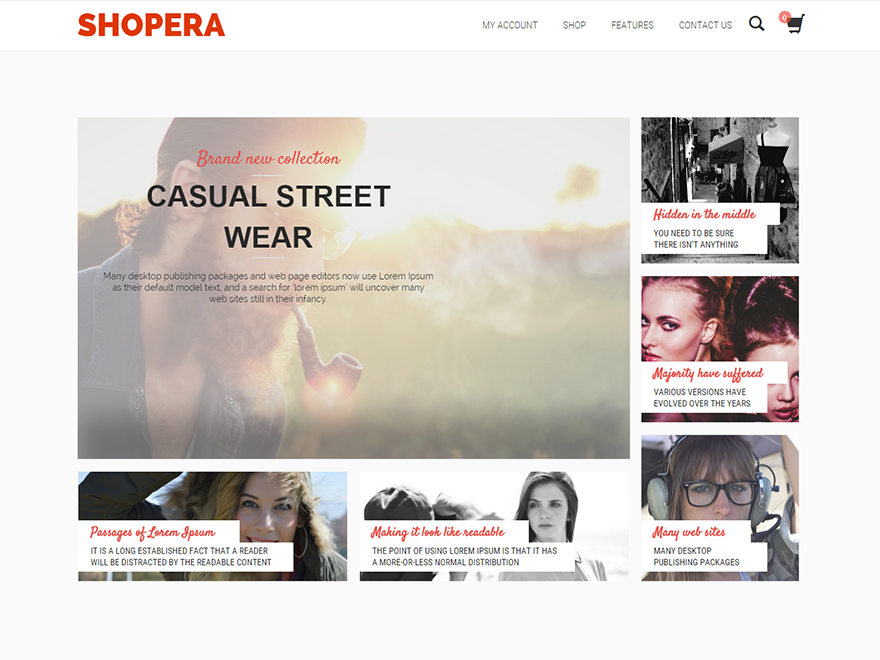 SHOPERA
MY ACCOUNT
SHOP
FEATURES
CONTACT US
0
Brand new collection
CASUAL STREET
WEAR
Many desktop publishing packages and web page editors now use Lorem Ipsum
as their default model text, and a search for 'lorem ipsum' will uncover many
web sites still in their infancy.
Hidden in the middle
YOU NEED TO BE SURE
THERE ISN'T ANYTHING
Majority have suffered
VARIOUS VERSIONS HAVE
EVOLVED OVER THE YEARS
Passages of Lorem Ipsum
IT IS A LONG ESTABLISHED FACT THAT A READER
WILL BE DISTRACTED BY THE READABLE CONTENT
Making it look like readable
THE POINT OF USING LOREM IPSUM IS THAT IT HAS
A MORE-OR-LESS NORMAL DISTRIBUTION
Many web sites
MANY DESKTOP
PUBLISHING PACKAGES